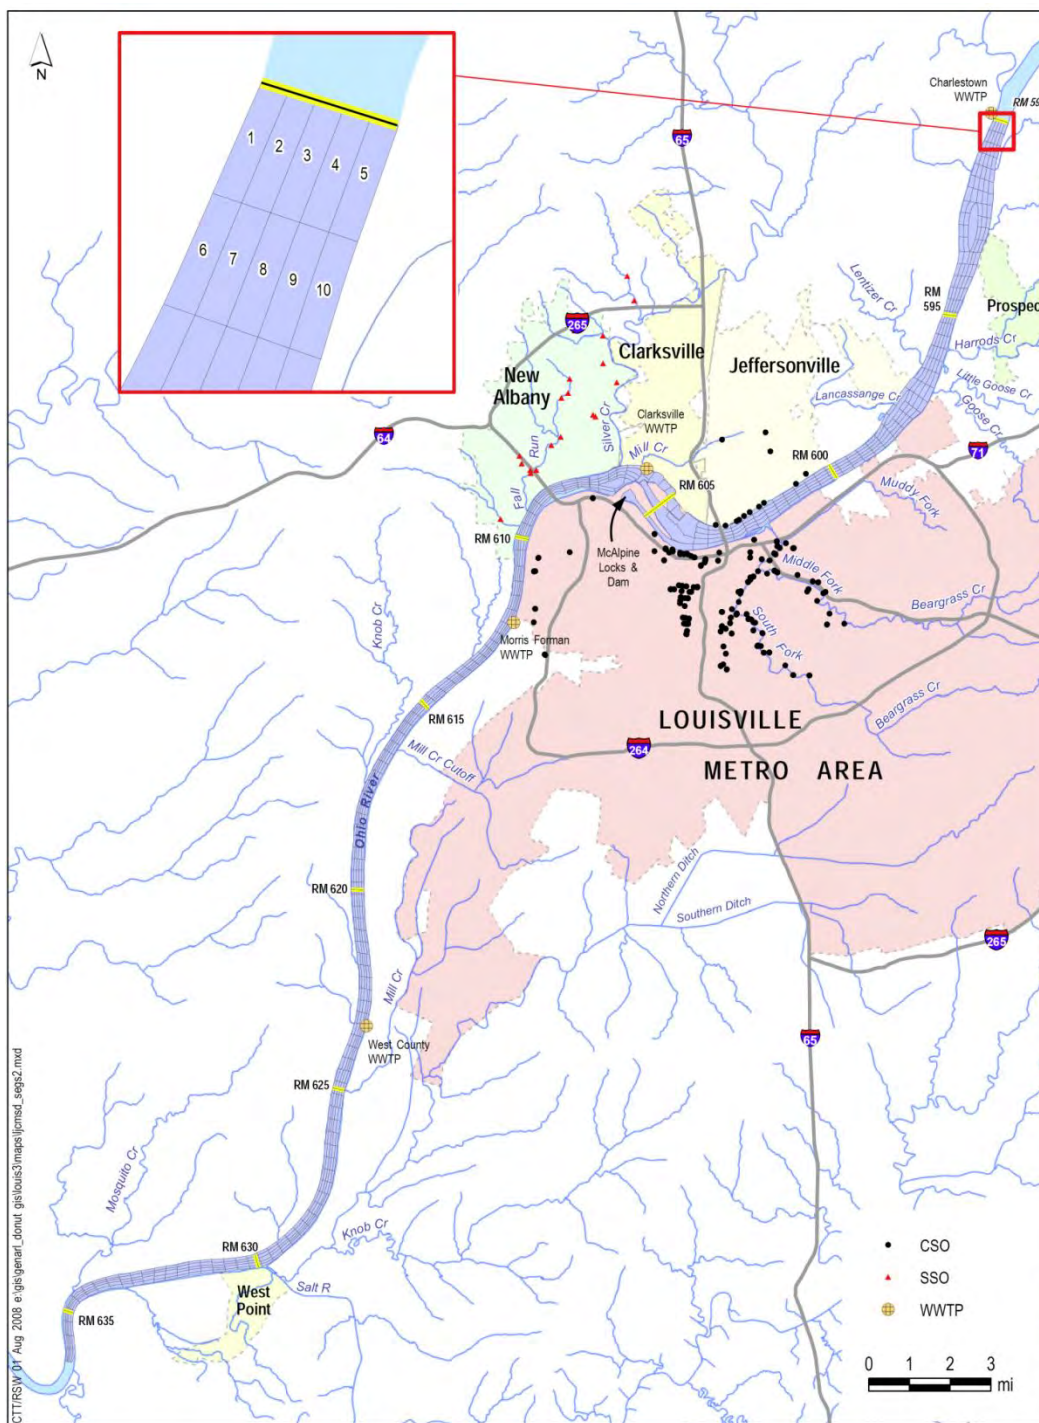 N
1
2
3
4
5
6
7
8
9
10
Charlestown
WWTP
RM 59
65
Lentizer Cr
RM
595
Prospec
Harrods Cr
265
Clarksville
Jeffersonville
New
Albany
Little Goose Cr
Goose Cr
Lancassange Cr
Clarksville
WWTP
Silver Cr
Run
Fall
Mill Cr
64
71
RM 600
RM 605
Muddy Fork
RM 610
McAlpine
Locks &
Dam
Middle Fork
Beargrass Cr
South
Fork
Knob Cr
Morris Forman
WWTP
Beargrass Cr
RM 615
LOUISVILLE
264
METRO AREA
Mill Cr Cutoff
Ohio River
Northern Ditch
RM 620
Southern Ditch
265
Mill Cr
West County
WWTP
65
RM 625
Mosquito Cr
Knob Cr
RM 630
Salt R
West
Point
RM 635
CSO
SSO
WWTP
0 1 2 3
mi
CTT/RSW 01 Aug 2008 e:\gis\genarl_donut gis\louis3\maps\ljcmsd_segs2.mxd